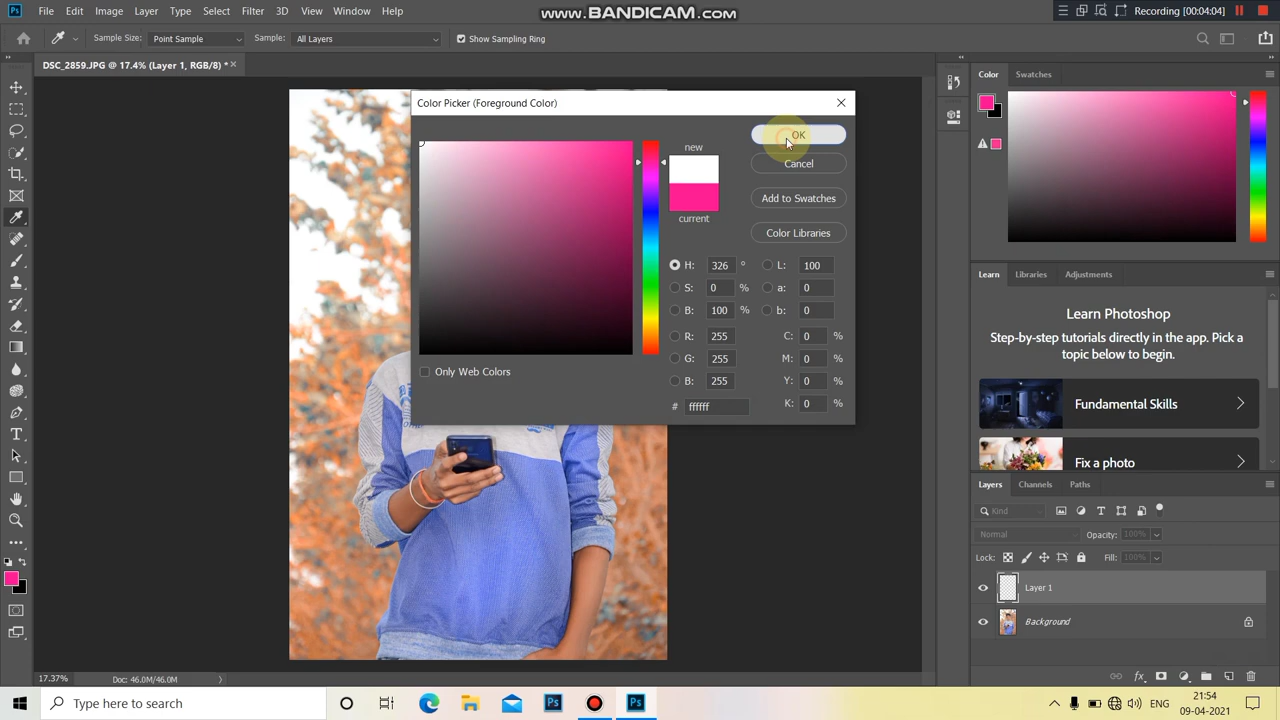 Ps File Edit Image Layer Type Select Filter 3D View Window Help www.BANDICAM.com Recording [00:04:04]
Sample Size: Point Sample Sample: All Layers Show Sampling Ring
DSC_2859.JPG @ 17.4% (Layer 1, RGB/8) * ×
Color Swatches
Color Picker (Foreground Color)
new
current
OK
Cancel
Add to Swatches
Color Libraries
H: 326 ° L: 100
S: 0 % a: 0
B: 100 % b: 0
R: 255 C: 0 %
G: 255 M: 0 %
B: 255 Y: 0 %
# ffffff K: 0 %
Only Web Colors
Learn Libraries Adjustments
Learn Photoshop
Step-by-step tutorials directly in the app. Pick a
topic below to begin.
Fundamental Skills
Fix a photo
Layers Channels Paths
Kind
Normal Opacity: 100%
Lock: Fill: 100%
Layer 1
Background
17.37% Doc: 46.0M/46.0M
Type here to search
Ps
Ps
ENG
21:54
09-04-2021